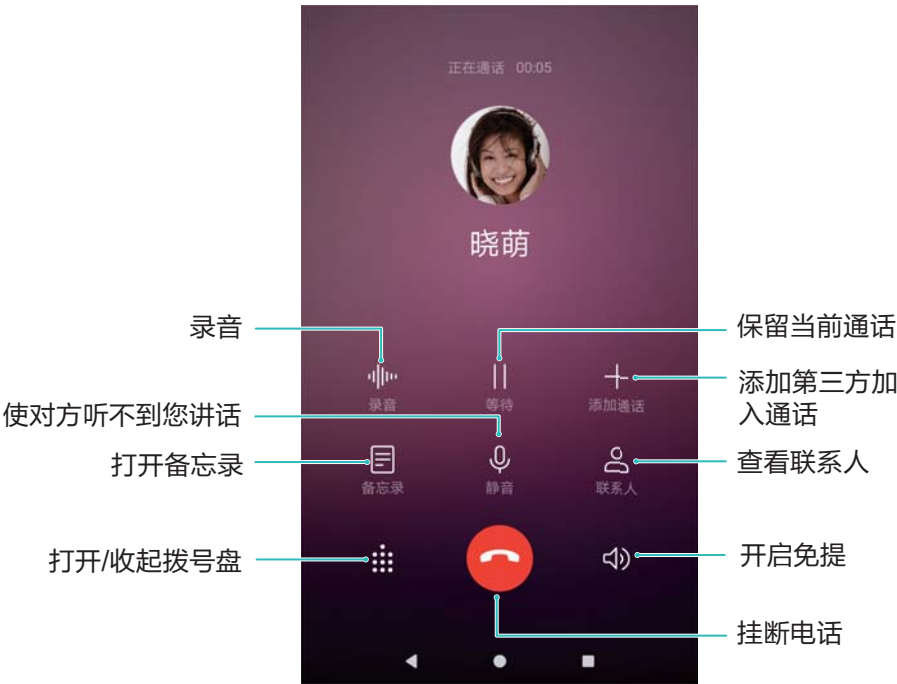 正在通话 00:05
晓萌
录音
保留当前通话
添加第三方加
入通话
录音
等待
添加通话
使对方听不到您讲话
打开备忘录
查看联系人
备忘录
静音
联系人
打开/收起拨号盘
开启免提
挂断电话